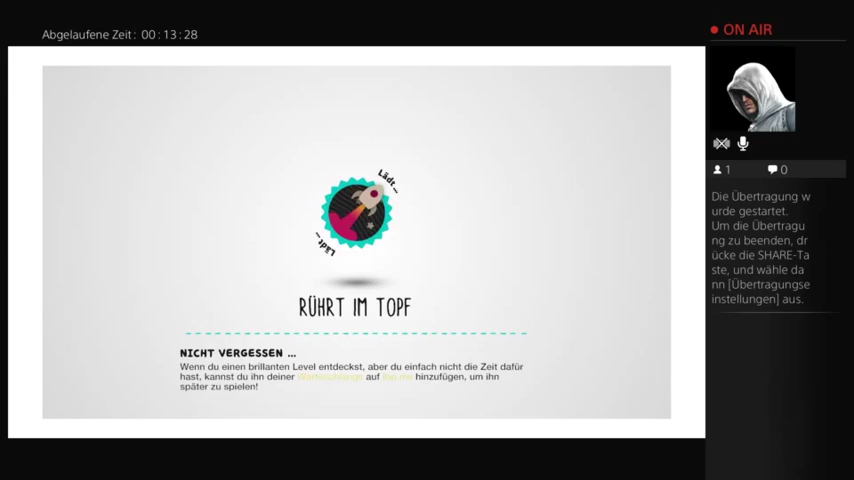 Abgelaufene Zeit: 00:13:28
ON AIR
Lädt ...
Lädt ...
RÜHRT IM TOPF
NICHT VERGESSEN ...
Wenn du einen brillanten Level entdeckst, aber du einfach nicht die Zeit dafür
hast, kannst du ihn deiner Warteschlange auf lbp.me hinzufügen, um ihn
später zu spielen!
1
0
Die Übertragung w
urde gestartet.
Um die Übertragu
ng zu beenden, dr
ücke die SHARE-Ta
ste, und wähle da
nn [Übertragungse
instellungen] aus.